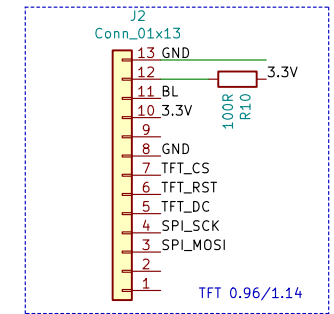 J2
Conn_01x13
13 GND
12 3.3V
11 BL
10 3.3V
9
8 GND
7 TFT_CS
6 TFT_RST
5 TFT_DC
4 SPI_SCK
3 SPI_MOSI
2
1
100R
R10
TFT 0.96/1.14